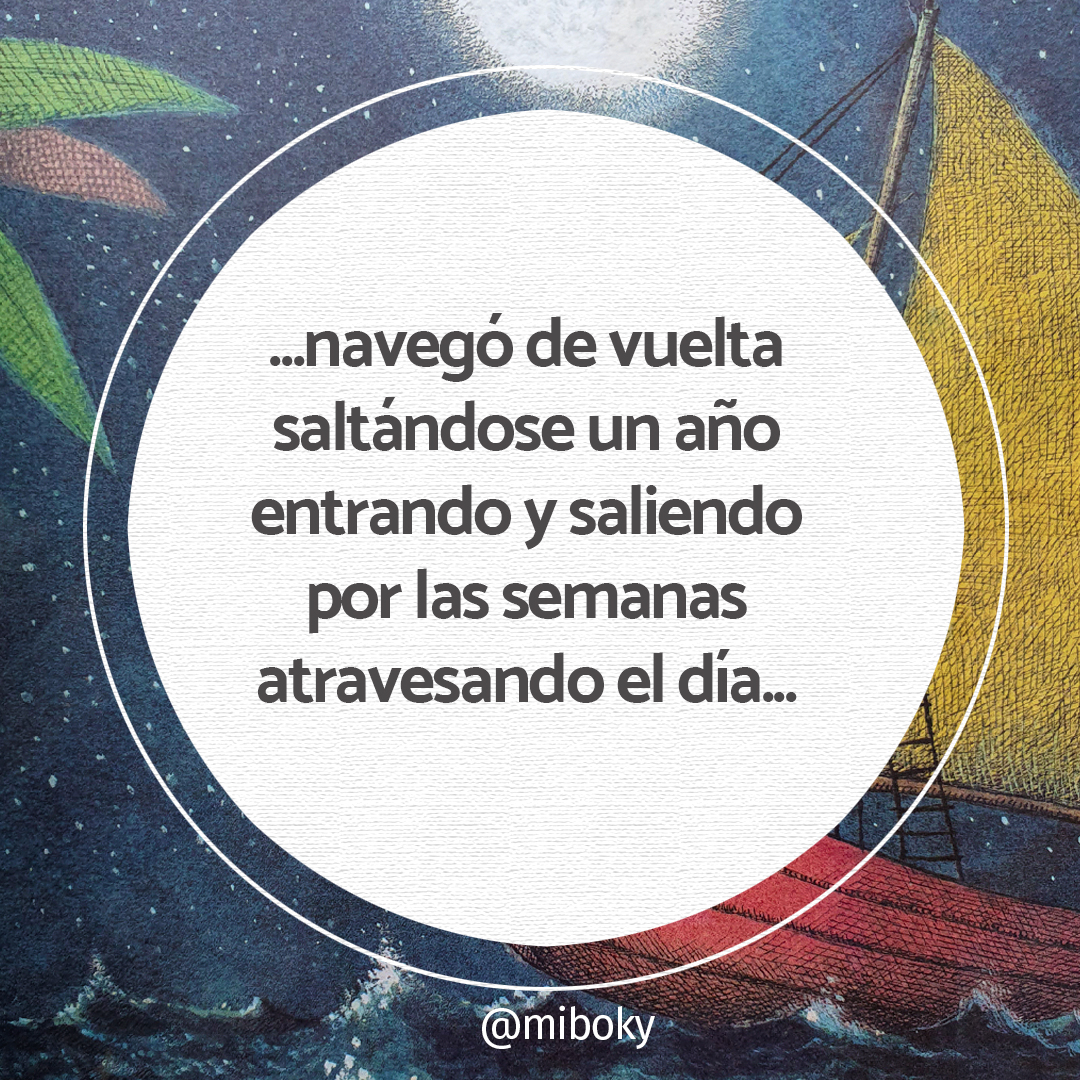 ...navegó de vuelta
saltándose un año
entrando y saliendo
por las semanas
atravesando el día...
@miboky